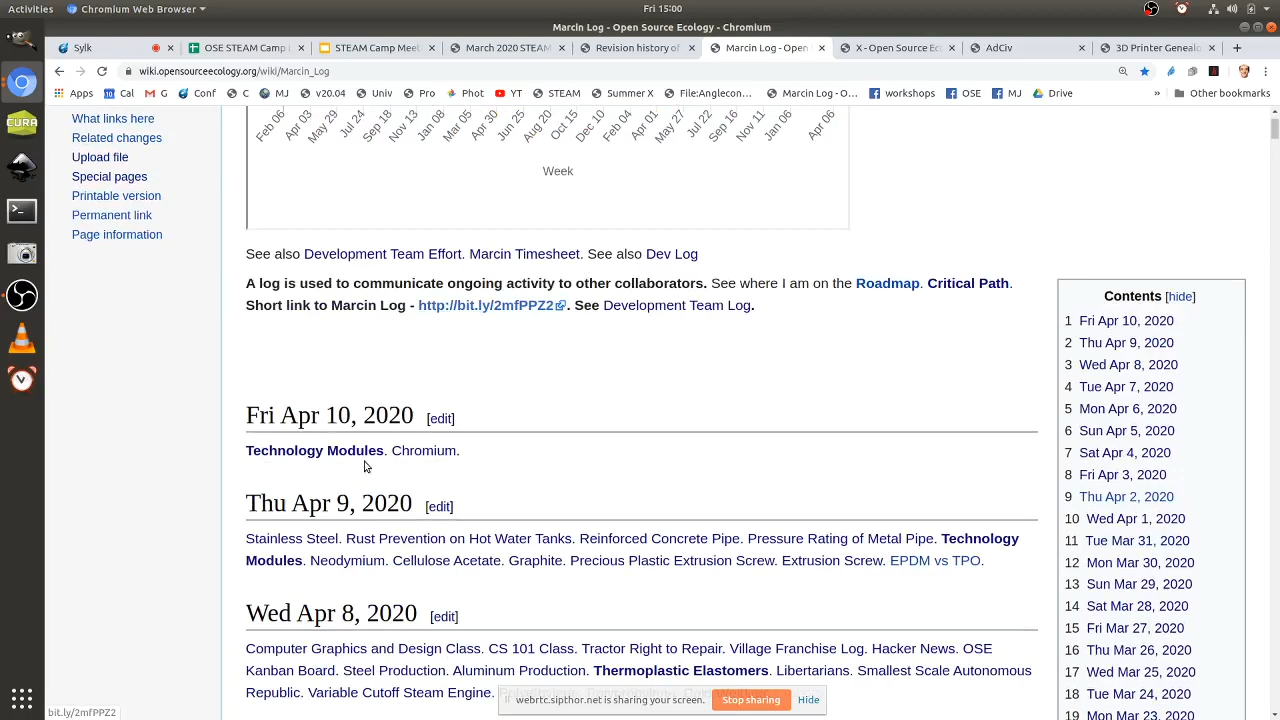 Activities
Chromium Web Browser
Fri 15:00
Marcin Log - Open Source Ecology - Chromium
Sylk
OSE STEAM Camp
STEAM Camp Meet
March 2020 STEAM
Revision history of
Marcin Log - Open
X - Open Source Ec
AdCiv
3D Printer Genealo
wiki.opensourceecology.org/wiki/Marcin_Log
Apps
Cal
G
Conf
C
MJ
v20.04
Univ
Pro
Phot
YT
STEAM
Summer X
File:Anglecon...
Marcin Log - O...
workshops
OSE
MJ
Drive
»
Other bookmarks
What links here
Related changes
Upload file
Special pages
Printable version
Permanent link
Page information
Feb 06 Apr 03 May 29 Jul 24 Sep 18 Nov 13 Jan 08 Mar 05 Apr 30 Jun 25 Aug 20 Oct 15 Dec 10 Feb 04 Apr 01 May 27 Jul 22 Sep 16 Nov 11 Jan 06 Apr 06
Week
See also Development Team Effort. Marcin Timesheet. See also Dev Log
A log is used to communicate ongoing activity to other collaborators. See where I am on the Roadmap. Critical Path.
Short link to Marcin Log - http://bit.ly/2mfPPZ2. See Development Team Log.
Fri Apr 10, 2020 [edit]
Technology Modules. Chromium.
Thu Apr 9, 2020 [edit]
Stainless Steel. Rust Prevention on Hot Water Tanks. Reinforced Concrete Pipe. Pressure Rating of Metal Pipe. Technology
Modules. Neodymium. Cellulose Acetate. Graphite. Precious Plastic Extrusion Screw. Extrusion Screw. EPDM vs TPO.
Wed Apr 8, 2020 [edit]
Computer Graphics and Design Class. CS 101 Class. Tractor Right to Repair. Village Franchise Log. Hacker News. OSE
Kanban Board. Steel Production. Aluminum Production. Thermoplastic Elastomers. Libertarians. Smallest Scale Autonomous
Republic. Variable Cutoff Steam Engine.
Contents [hide]
1 Fri Apr 10, 2020
2 Thu Apr 9, 2020
3 Wed Apr 8, 2020
4 Tue Apr 7, 2020
5 Mon Apr 6, 2020
6 Sun Apr 5, 2020
7 Sat Apr 4, 2020
8 Fri Apr 3, 2020
9 Thu Apr 2, 2020
10 Wed Apr 1, 2020
11 Tue Mar 31, 2020
12 Mon Mar 30, 2020
13 Sun Mar 29, 2020
14 Sat Mar 28, 2020
15 Fri Mar 27, 2020
16 Thu Mar 26, 2020
17 Wed Mar 25, 2020
18 Tue Mar 24, 2020
19 Mon Mar 23, 2020
webrtc.sipthor.net is sharing your screen.
Stop sharing
Hide
bit.ly/2mfPPZ2
CURA